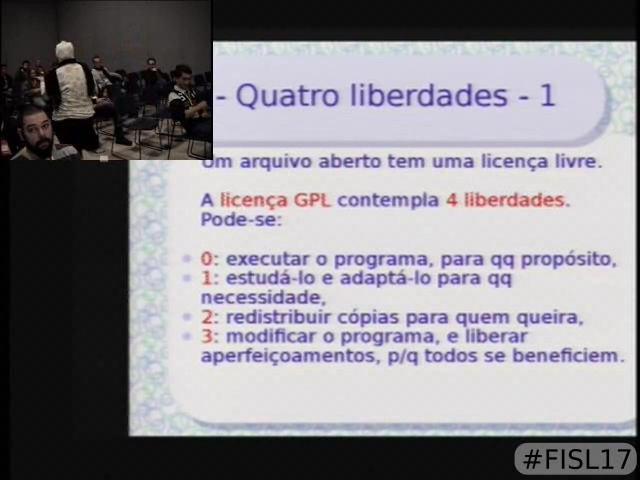 - Quatro liberdades - 1
Um arquivo aberto tem uma licença livre.
A licença GPL contempla 4 liberdades.
Pode-se:
0: executar o programa, para qq propósito,
1: estudá-lo e adaptá-lo para qq
necessidade,
2: redistribuir cópias para quem queira,
3: modificar o programa, e liberar
aperfeiçoamentos, p/q todos se beneficiem.
#FISL17